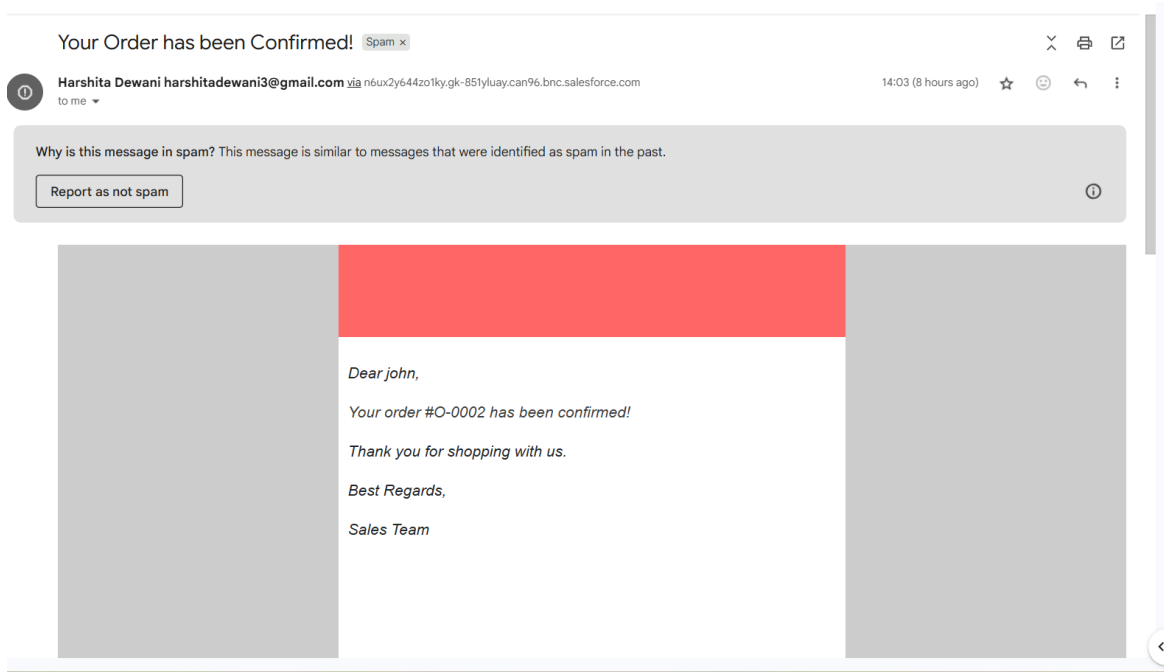 Your Order has been Confirmed! Spam ×
Harshita Dewani harshitadewani3@gmail.com via n6ux2y644zo1ky.gk-851yluay.can96.bnc.salesforce.com 14:03 (8 hours ago)
to me
Why is this message in spam? This message is similar to messages that were identified as spam in the past.
Report as not spam
Dear john,
Your order #O-0002 has been confirmed!
Thank you for shopping with us.
Best Regards,
Sales Team